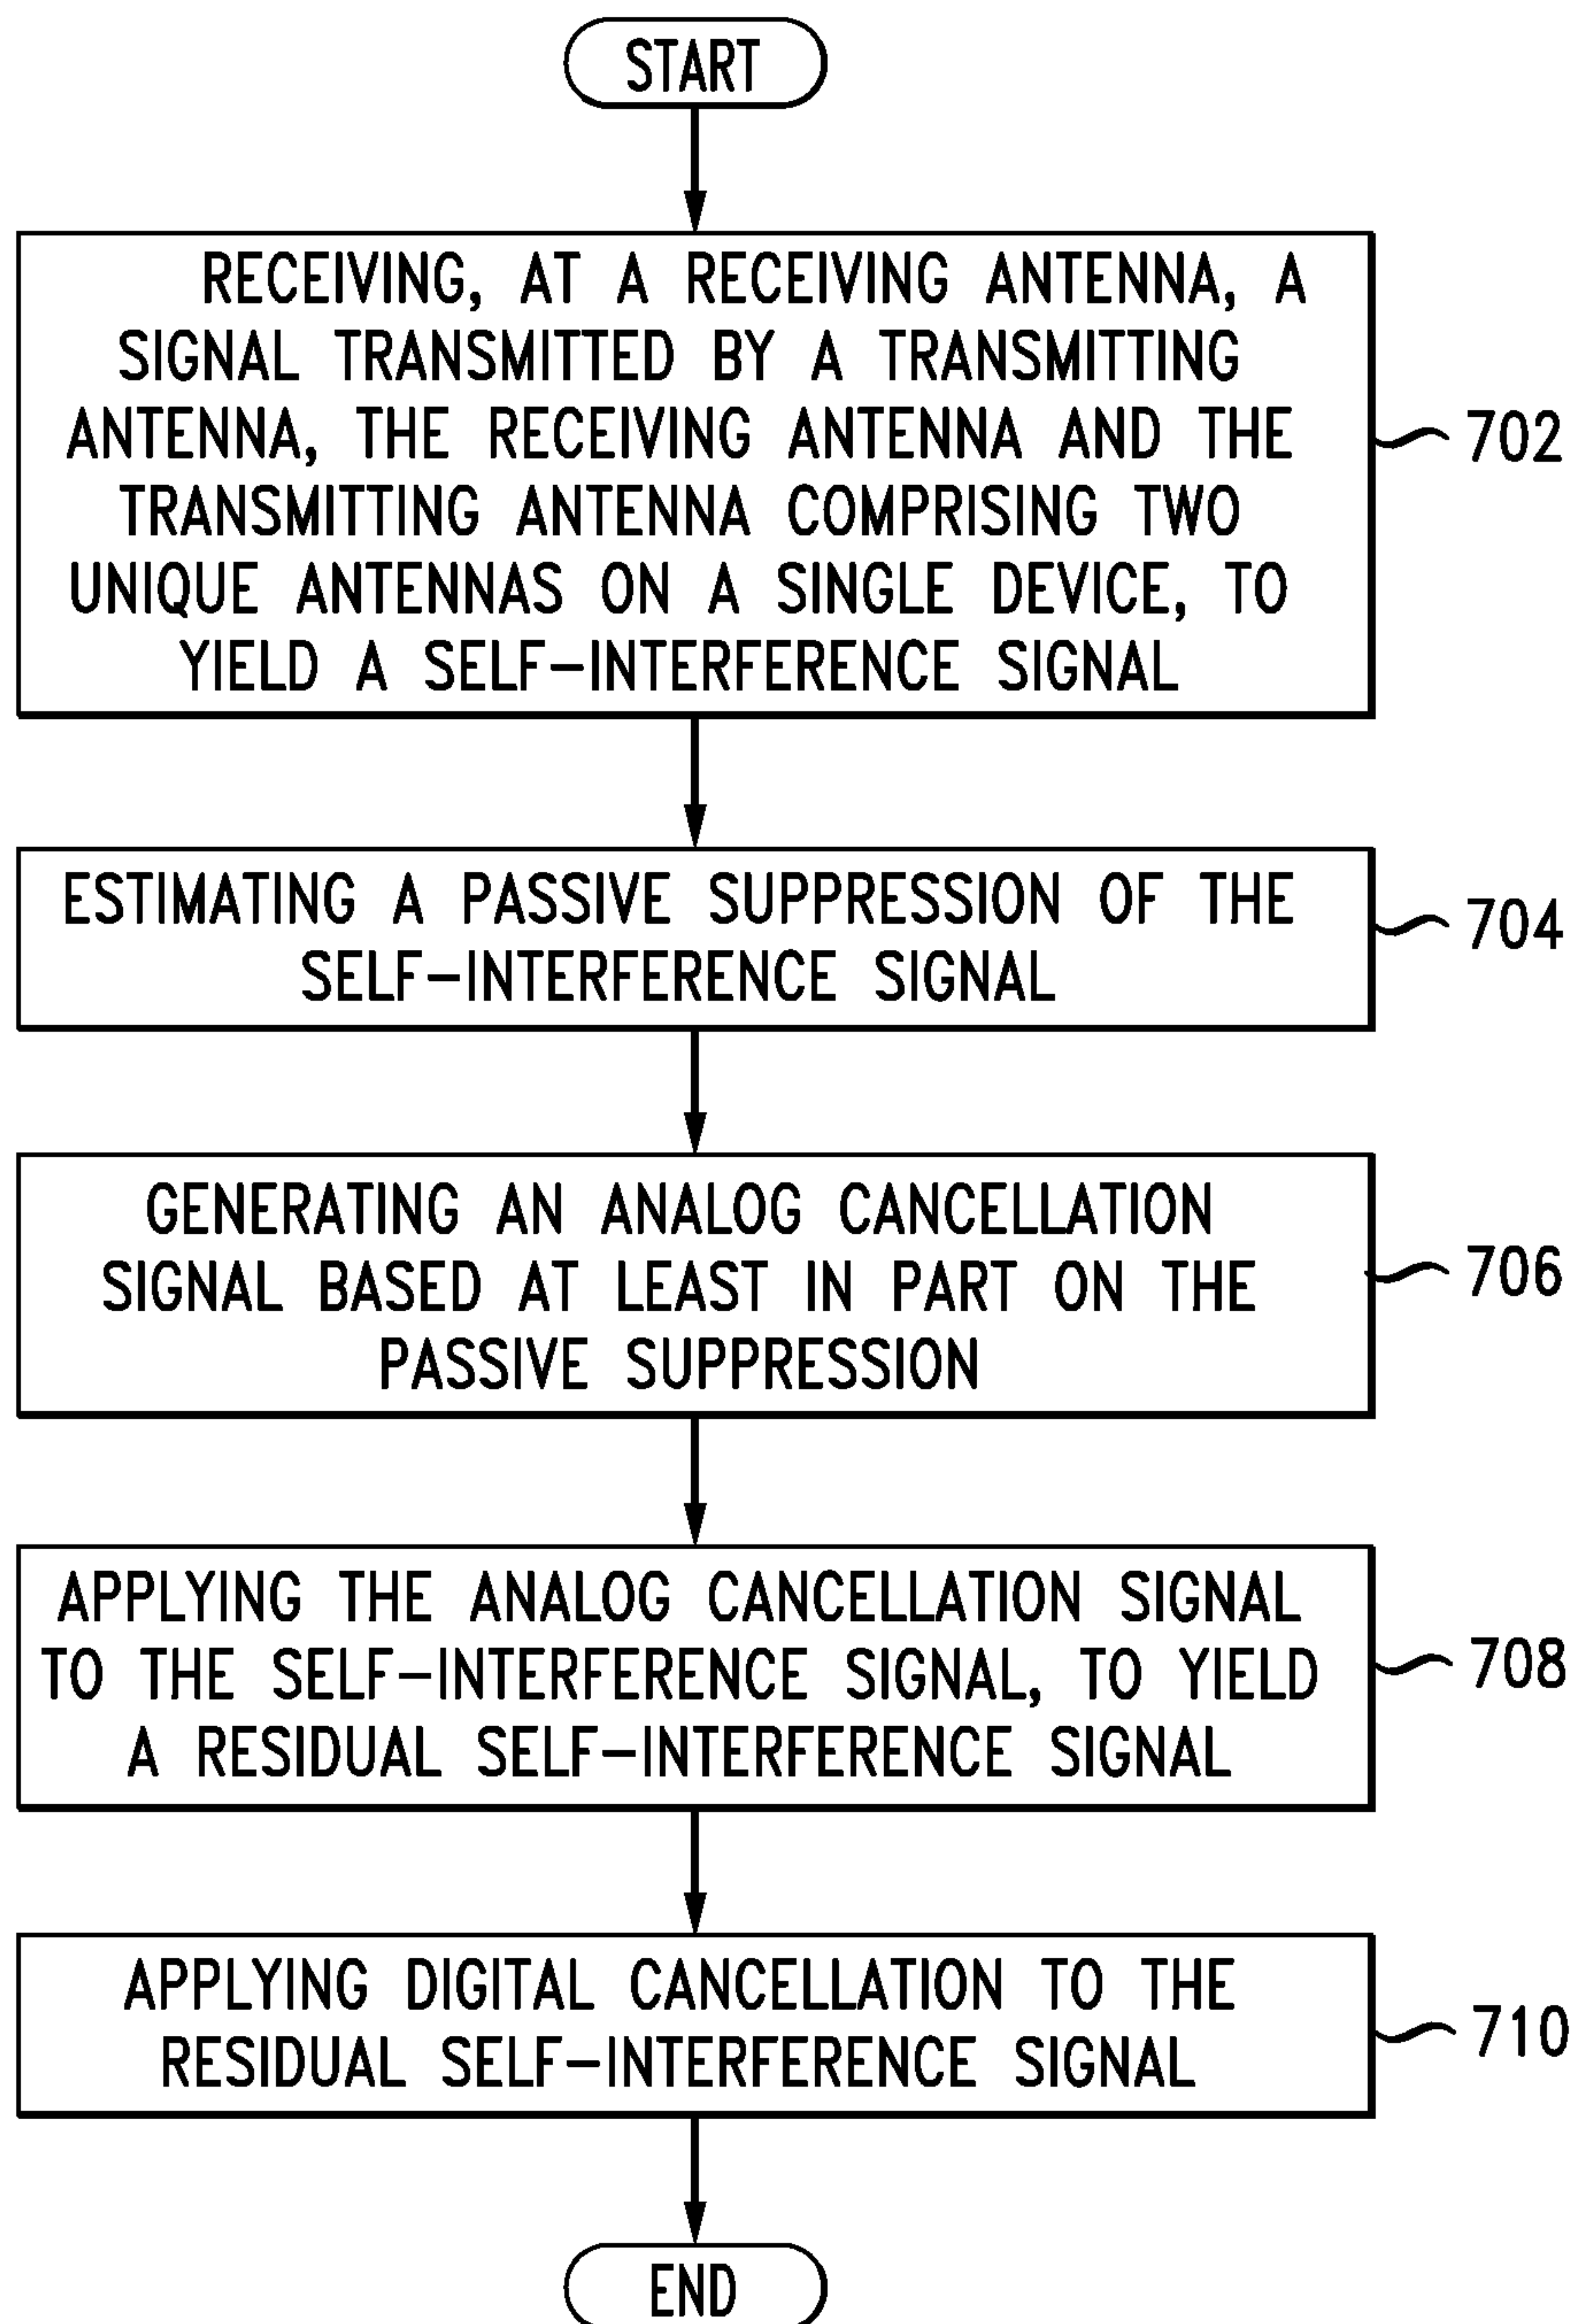 START
RECEIVING, AT A RECEIVING ANTENNA, A
SIGNAL TRANSMITTED BY A TRANSMITTING
ANTENNA, THE RECEIVING ANTENNA AND THE
TRANSMITTING ANTENNA COMPRISING TWO
UNIQUE ANTENNAS ON A SINGLE DEVICE, TO
YIELD A SELF-INTERFERENCE SIGNAL
702
ESTIMATING A PASSIVE SUPPRESSION OF THE
SELF-INTERFERENCE SIGNAL
704
GENERATING AN ANALOG CANCELLATION
SIGNAL BASED AT LEAST IN PART ON THE
PASSIVE SUPPRESSION
706
APPLYING THE ANALOG CANCELLATION SIGNAL
TO THE SELF-INTERFERENCE SIGNAL, TO YIELD
A RESIDUAL SELF-INTERFERENCE SIGNAL
708
APPLYING DIGITAL CANCELLATION TO THE
RESIDUAL SELF-INTERFERENCE SIGNAL
710
END